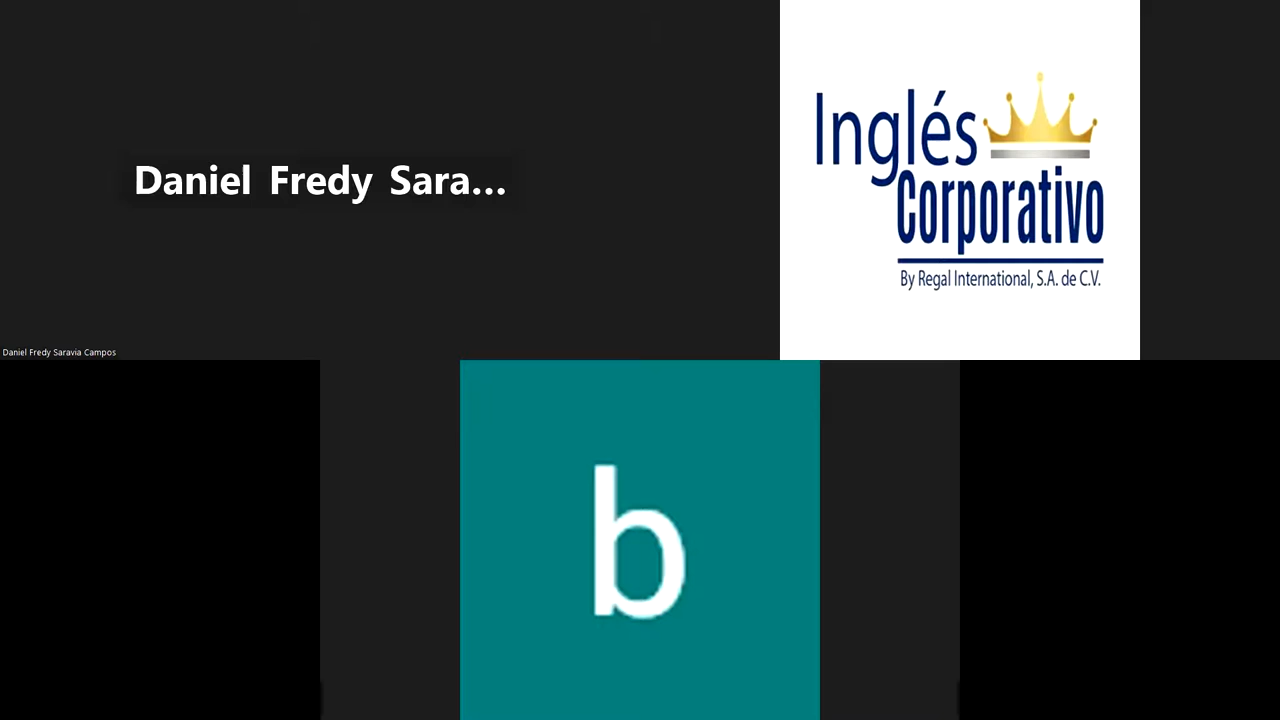 Daniel Fredy Sara...
Inglés
Corporativo
By Regal International, S.A. de C.V.
Daniel Fredy Saravia Campos
b